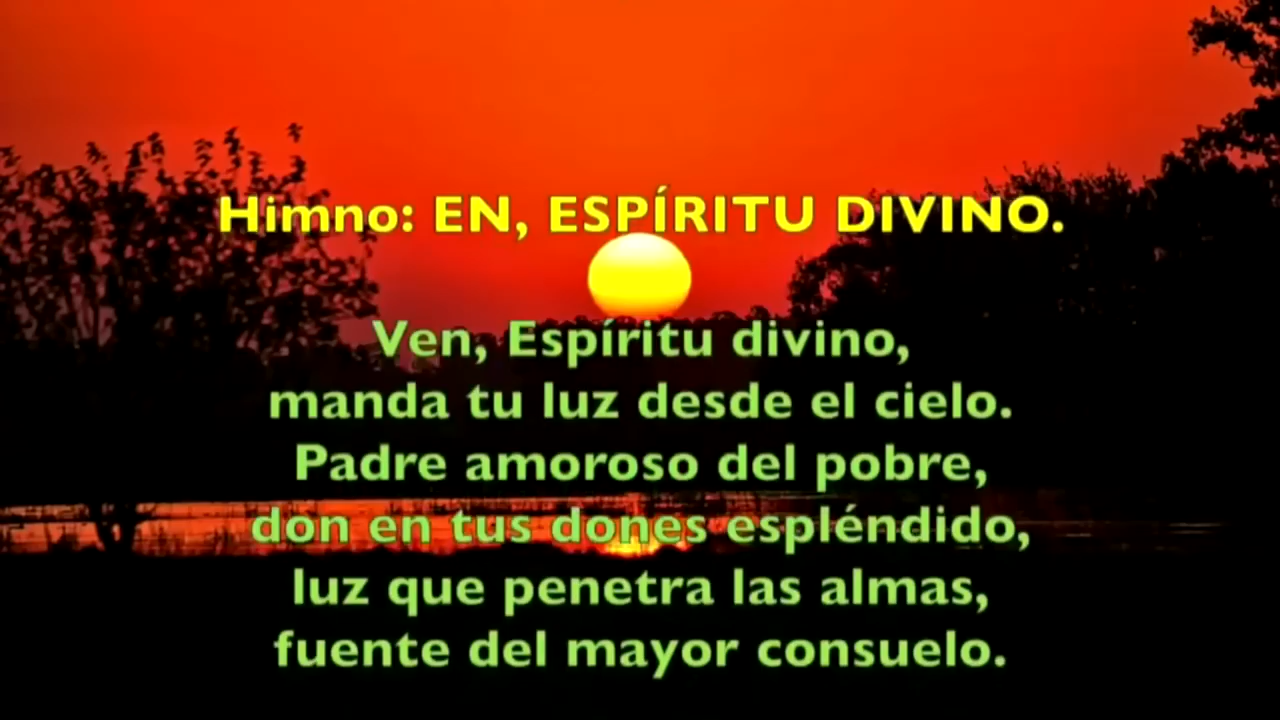 Himno: EN, ESPÍRITU DIVINO.
Ven, Espíritu divino,
manda tu luz desde el cielo.
Padre amoroso del pobre,
don en tus dones espléndido,
luz que penetra las almas,
fuente del mayor consuelo.